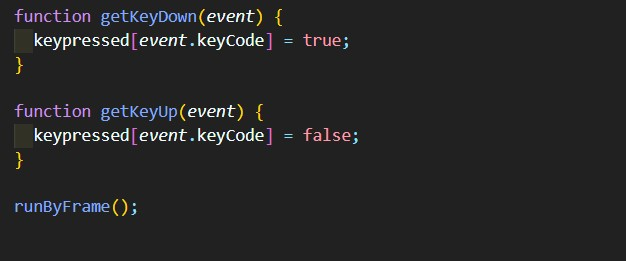 function getKeyDown(event) {
  keypressed[event.keyCode] = true;
}
function getKeyUp(event) {
  keypressed[event.keyCode] = false;
}
runByFrame();